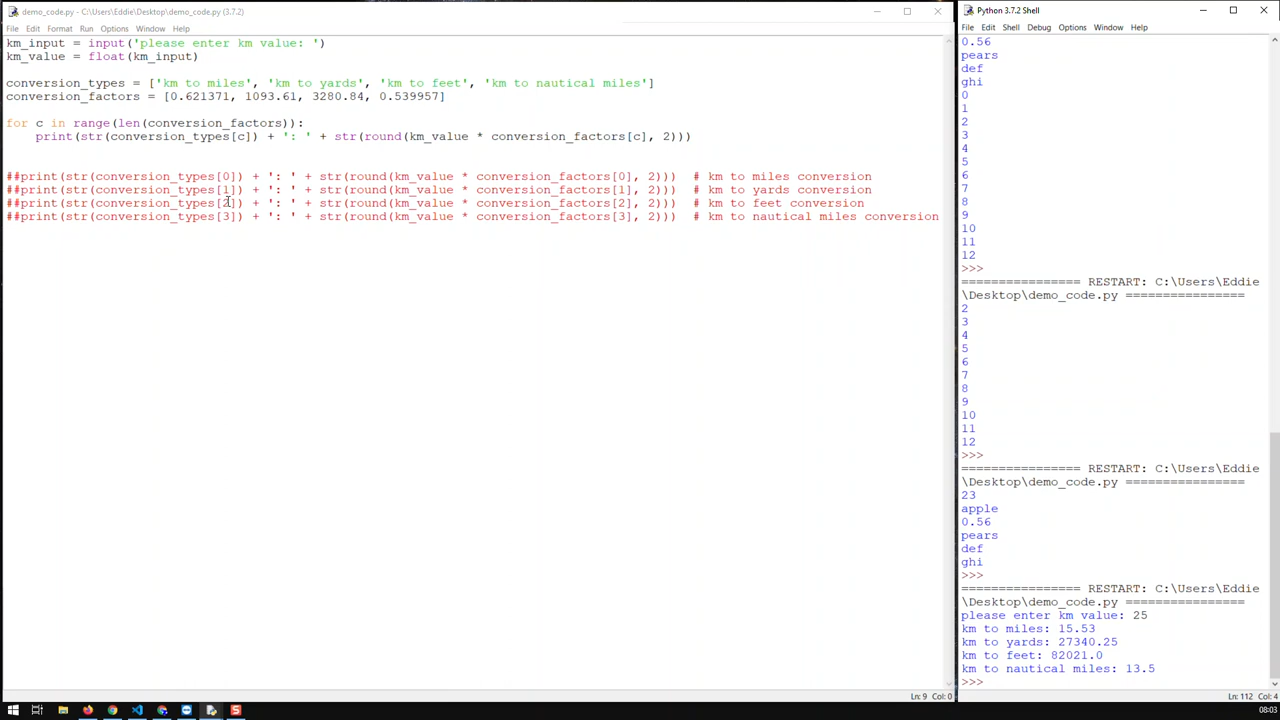 demo_code.py - C:\Users\Eddie\Desktop\demo_code.py (3.7.2)
File Edit Format Run Options Window Help
km_input = input('please enter km value: ')
km_value = float(km_input)
conversion_types = ['km to miles', 'km to yards', 'km to feet', 'km to nautical miles']
conversion_factors = [0.621371, 1093.61, 3280.84, 0.539957]
for c in range(len(conversion_factors)):
    print(str(conversion_types[c]) + ': ' + str(round(km_value * conversion_factors[c], 2)))
##print(str(conversion_types[0]) + ': ' + str(round(km_value * conversion_factors[0], 2)))  # km to miles conversion
##print(str(conversion_types[1]) + ': ' + str(round(km_value * conversion_factors[1], 2)))  # km to yards conversion
##print(str(conversion_types[2]) + ': ' + str(round(km_value * conversion_factors[2], 2)))  # km to feet conversion
##print(str(conversion_types[3]) + ': ' + str(round(km_value * conversion_factors[3], 2)))  # km to nautical miles conversion
Ln: 9 Col: 0
Python 3.7.2 Shell
File Edit Shell Debug Options Window Help
0.56
pears
def
ghi
0
1
2
3
4
5
6
7
8
9
10
11
12
>>>
================ RESTART: C:\Users\Eddie
\Desktop\demo_code.py ================
2
3
4
5
6
7
8
9
10
11
12
>>>
================ RESTART: C:\Users\Eddie
\Desktop\demo_code.py ================
23
apple
0.56
pears
def
ghi
>>>
================ RESTART: C:\Users\Eddie
\Desktop\demo_code.py ================
please enter km value: 25
km to miles: 15.53
km to yards: 27340.25
km to feet: 82021.0
km to nautical miles: 13.5
>>>
Ln: 112 Col: 4
08:03